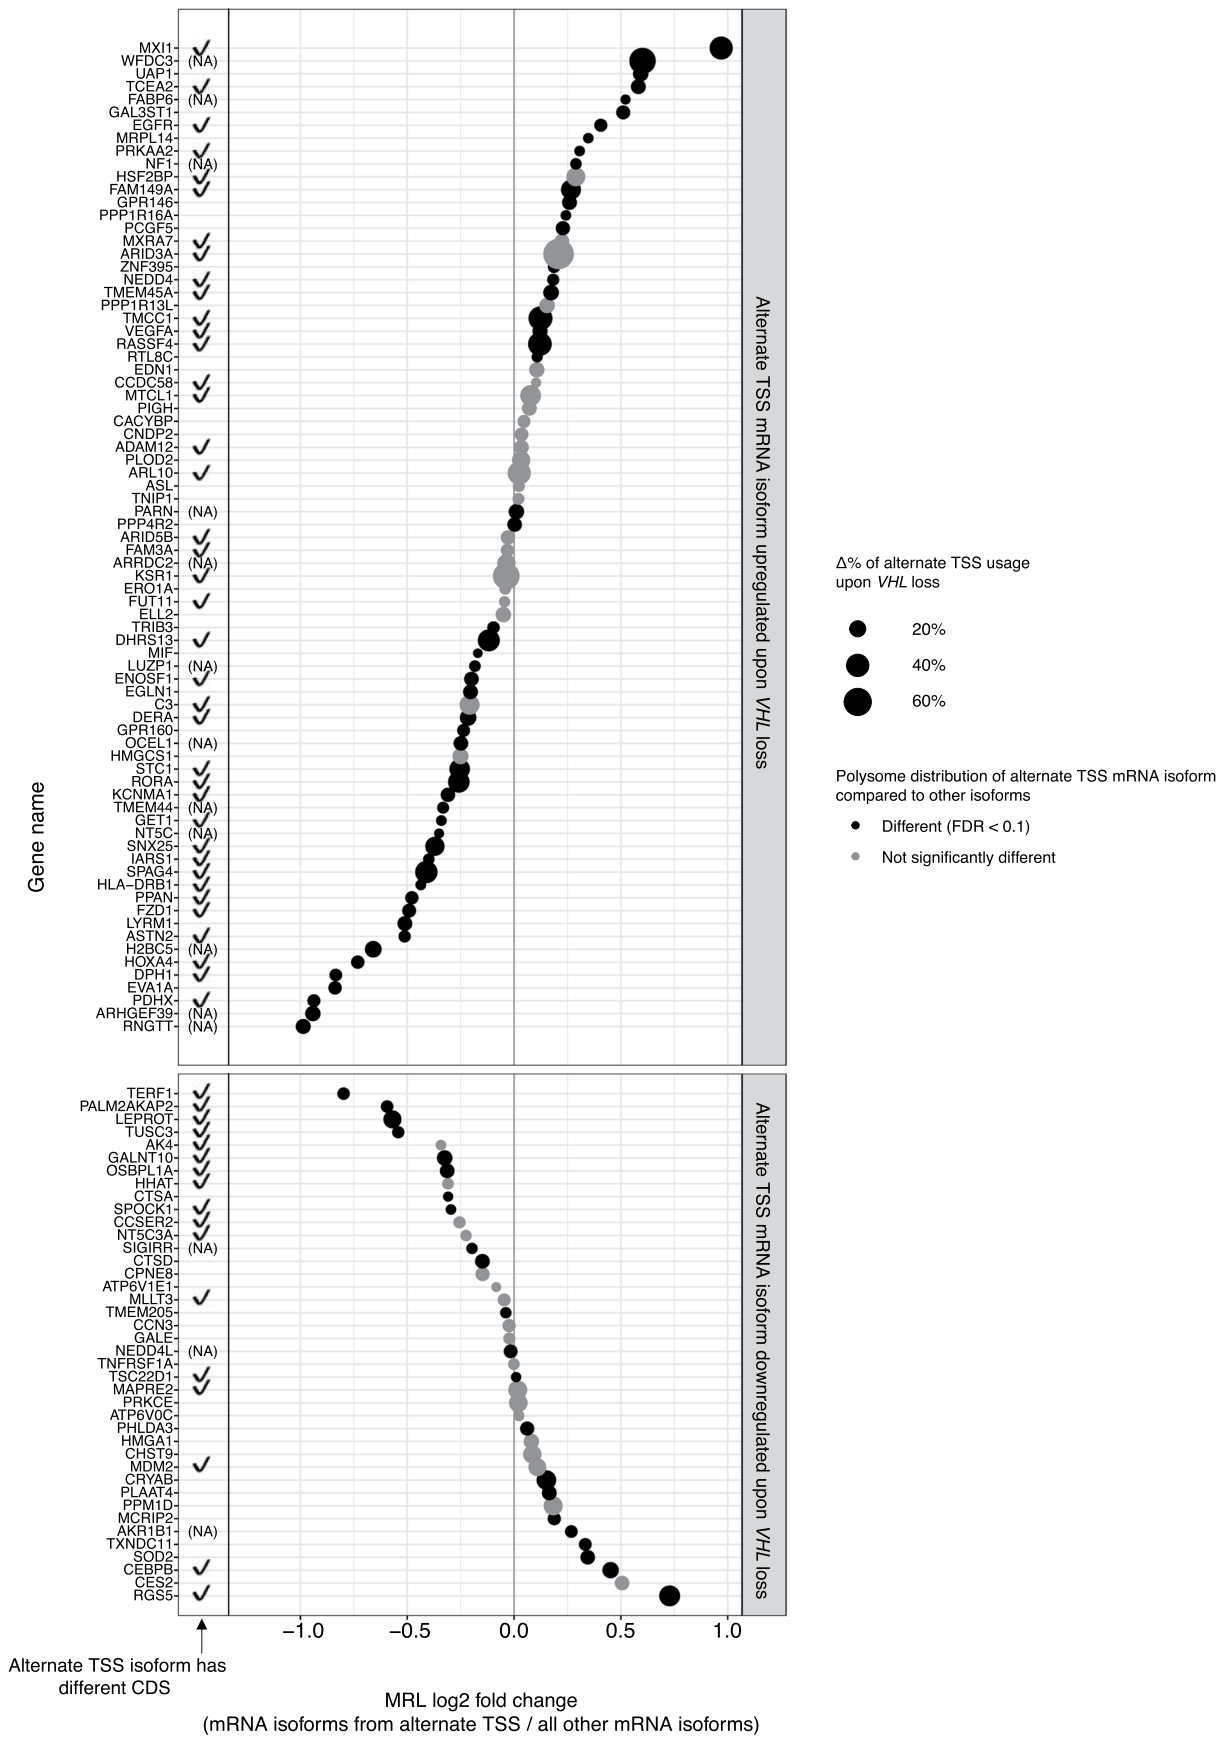 MXI1
WFDC3 (NA)
UAP1
TCEA2
FABP6 (NA)
GAL3ST1
EGFR
MRPL14
PRKAA2
NF1 (NA)
HSF2BP
FAM149A
GPR146
PPP1R16A
PCGF5
MXRA7
ARID3A
ZNF395
NEDD4
TMEM45A
PPP1R13L
TMCC1
VEGFA
RASSF4
RTL8C
EDN1
CCDC58
MTCL1
PIGH
CACYBP
CNDP2
ADAM12
PLOD2
ARL10
ASL
TNIP1
PARN (NA)
PPP4R2
ARID5B
FAM3A
ARRDC2 (NA)
KSR1
ERO1A
FUT11
ELL2
TRIB3
DHRS13
MIF
LUZP1 (NA)
ENOSF1
EGLN1
C3
DERA
GPR160
OCEL1 (NA)
HMGCS1
STC1
RORA
KCNMA1
TMEM44 (NA)
GET1
NT5C (NA)
SNX25
IARS1
SPAG4
HLA−DRB1
PPAN
FZD1
LYRM1
ASTN2
H2BC5 (NA)
HOXA4
DPH1
EVA1A
PDHX
ARHGEF39 (NA)
RNGTT (NA)
Alternate TSS mRNA isoform upregulated upon VHL loss
TERF1
PALM2AKAP2
LEPROT
TUSC3
AK4
GALNT10
OSBPL1A
HHAT
CTSA
SPOCK1
CCSER2
NT5C3A
SIGIRR (NA)
CTSD
CPNE8
ATP6V1E1
MLLT3
TMEM205
CCN3
GALE
NEDD4L (NA)
TNFRSF1A
TSC22D1
MAPRE2
PRKCE
ATP6V0C
PHLDA3
HMGA1
CHST9
MDM2
CRYAB
PLAAT4
PPM1D
MCRIP2
AKR1B1 (NA)
TXNDC11
SOD2
CEBPB
CES2
RGS5
Alternate TSS mRNA isoform downregulated upon VHL loss
Gene name
−1.0 −0.5 0.0 0.5 1.0
Alternate TSS isoform has
different CDS
MRL log2 fold change
(mRNA isoforms from alternate TSS / all other mRNA isoforms)
Δ% of alternate TSS usage
upon VHL loss
20%
40%
60%
Polysome distribution of alternate TSS mRNA isoform
compared to other isoforms
Different (FDR < 0.1)
Not significantly different